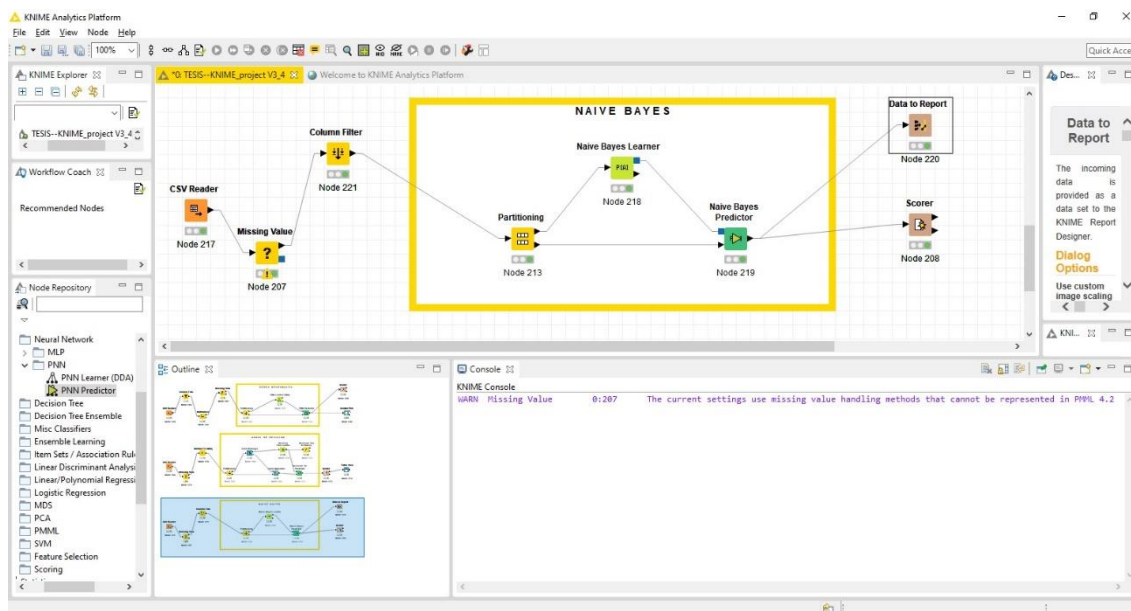 KNIME Analytics Platform
File Edit View Node Help
100%
Quick Acce
KNIME Explorer
TESIS--KNIME_project V3_4
Workflow Coach
Recommended Nodes
Node Repository
Neural Network
MLP
PNN
PNN Learner (DDA)
PNN Predictor
Decision Tree
Decision Tree Ensemble
Misc Classifiers
Ensemble Learning
Item Sets / Association Rul
Linear Discriminant Analysi
Linear/Polynomial Regressi
Logistic Regression
MDS
PCA
PMML
SVM
Feature Selection
Scoring
*0: TESIS--KNIME_project V3_4
Welcome to KNIME Analytics Platform
NAIVE BAYES
CSV Reader
Node 217
Missing Value
?
Node 207
Column Filter
Node 221
Partitioning
Node 213
Naive Bayes Learner
Node 218
Naive Bayes
Predictor
Node 219
Data to Report
Node 220
Scorer
Node 208
Des...
Data to
Report
The incoming
data is
provided as a
data set to the
KNIME Report
Designer.
Dialog
Options
Use custom
image scaling
KNI...
Outline
Console
KNIME Console
WARN Missing Value 0:207 The current settings use missing value handling methods that cannot be represented in PMML 4.2